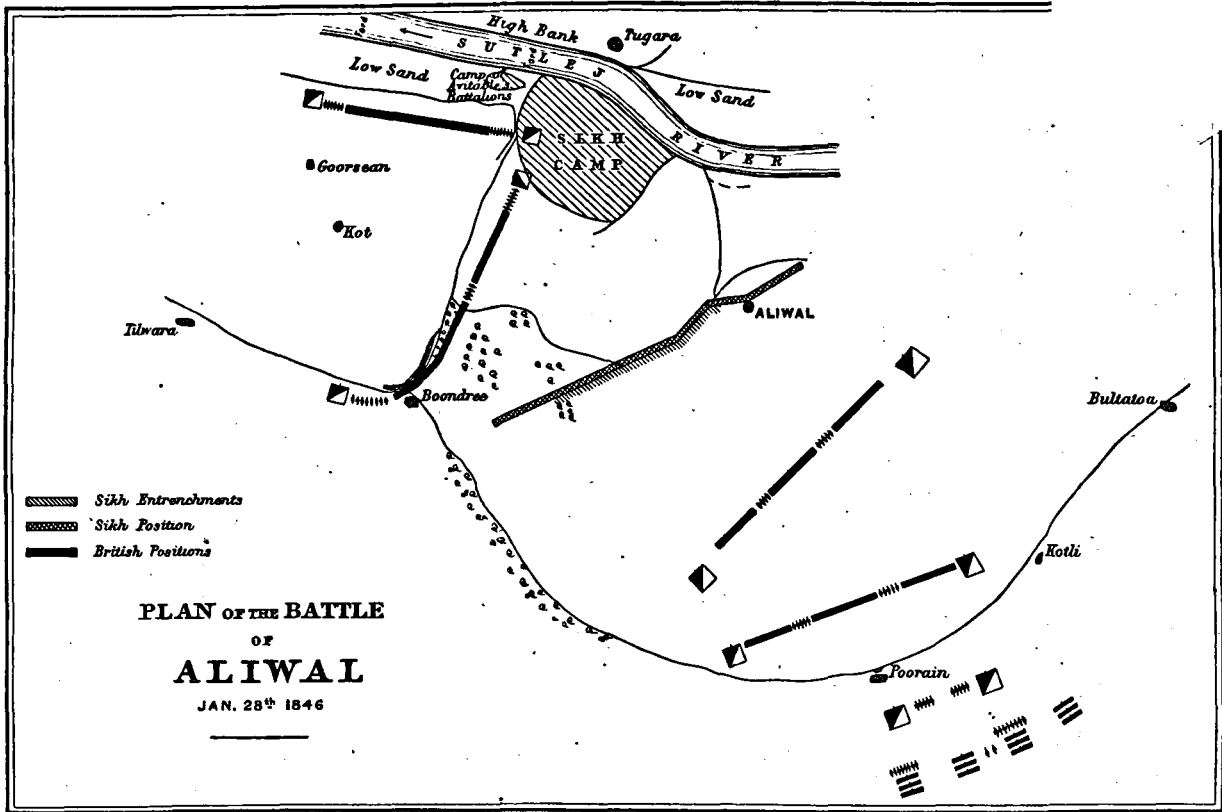 Ford
High Bank
Tugara
SUTLEJ
RIVER
Low Sand
Camp of
Avitable's
Battalions
Low Sand
SIKH
CAMP
Goorsean
Kot
Tilwara
ALIWAL
Boondree
Bultatoa
Sikh Entrenchments
Sikh Position
British Positions
Kotli
PLAN OF THE BATTLE
OF
ALIWAL
JAN. 28th 1846
Poorain